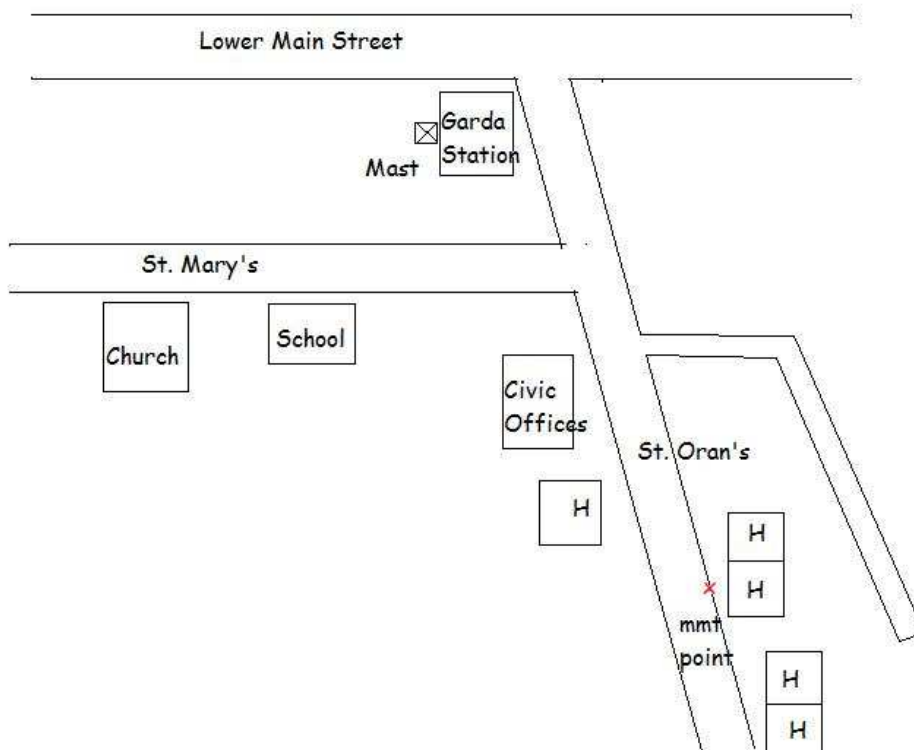 Lower Main Street
Garda
Station
Mast
St. Mary's
Church
School
Civic
Offices
St. Oran's
H
H
H
mmt
point
H
H